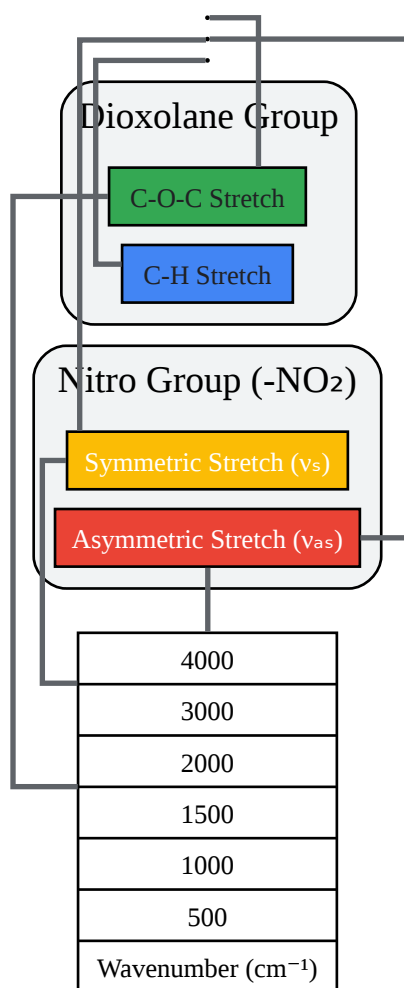 Dioxolane Group
C-O-C Stretch
C-H Stretch
Nitro Group (-NO₂)
Symmetric Stretch (νₛ)
Asymmetric Stretch (νₐₛ)
4000
3000
2000
1500
1000
500
Wavenumber (cm⁻¹)